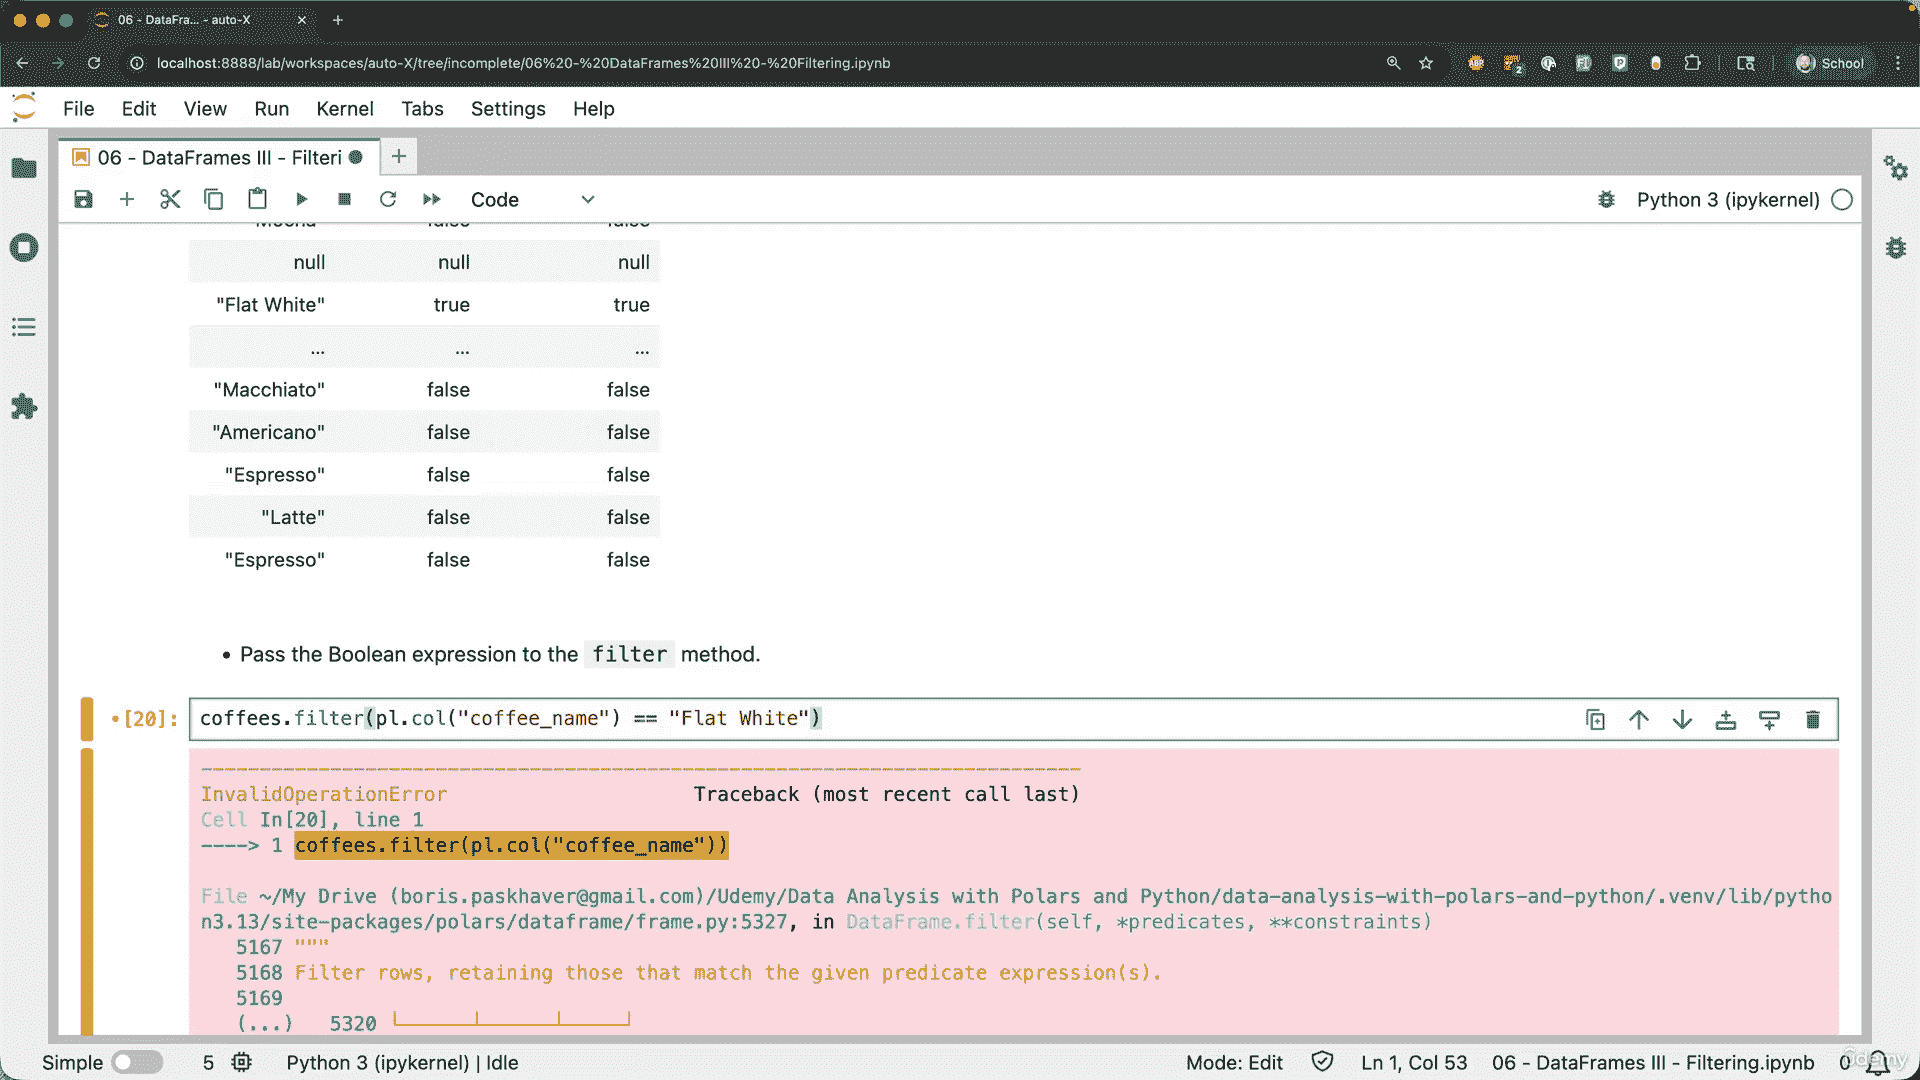 06 - DataFra... - auto-X
localhost:8888/lab/workspaces/auto-X/tree/incomplete/06%20-%20DataFrames%20III%20-%20Filtering.ipynb
2
School
File Edit View Run Kernel Tabs Settings Help
06 - DataFrames III - Filteri
Code
Python 3 (ipykernel)
null null null
"Flat White" true true
... ... ...
"Macchiato" false false
"Americano" false false
"Espresso" false false
"Latte" false false
"Espresso" false false
• Pass the Boolean expression to the filter method.
•[20]: coffees.filter(pl.col("coffee_name") == "Flat White")
---------------------------------------------------------------------------
InvalidOperationError Traceback (most recent call last)
Cell In[20], line 1
----> 1 coffees.filter(pl.col("coffee_name"))
File ~/My Drive (boris.paskhaver@gmail.com)/Udemy/Data Analysis with Polars and Python/data-analysis-with-polars-and-python/.venv/lib/pytho
n3.13/site-packages/polars/dataframe/frame.py:5327, in DataFrame.filter(self, *predicates, **constraints)
5167 """
5168 Filter rows, retaining those that match the given predicate expression(s).
5169
(...) 5320
Simple 5 Python 3 (ipykernel) | Idle Mode: Edit Ln 1, Col 53 06 - DataFrames III - Filtering.ipynb 0